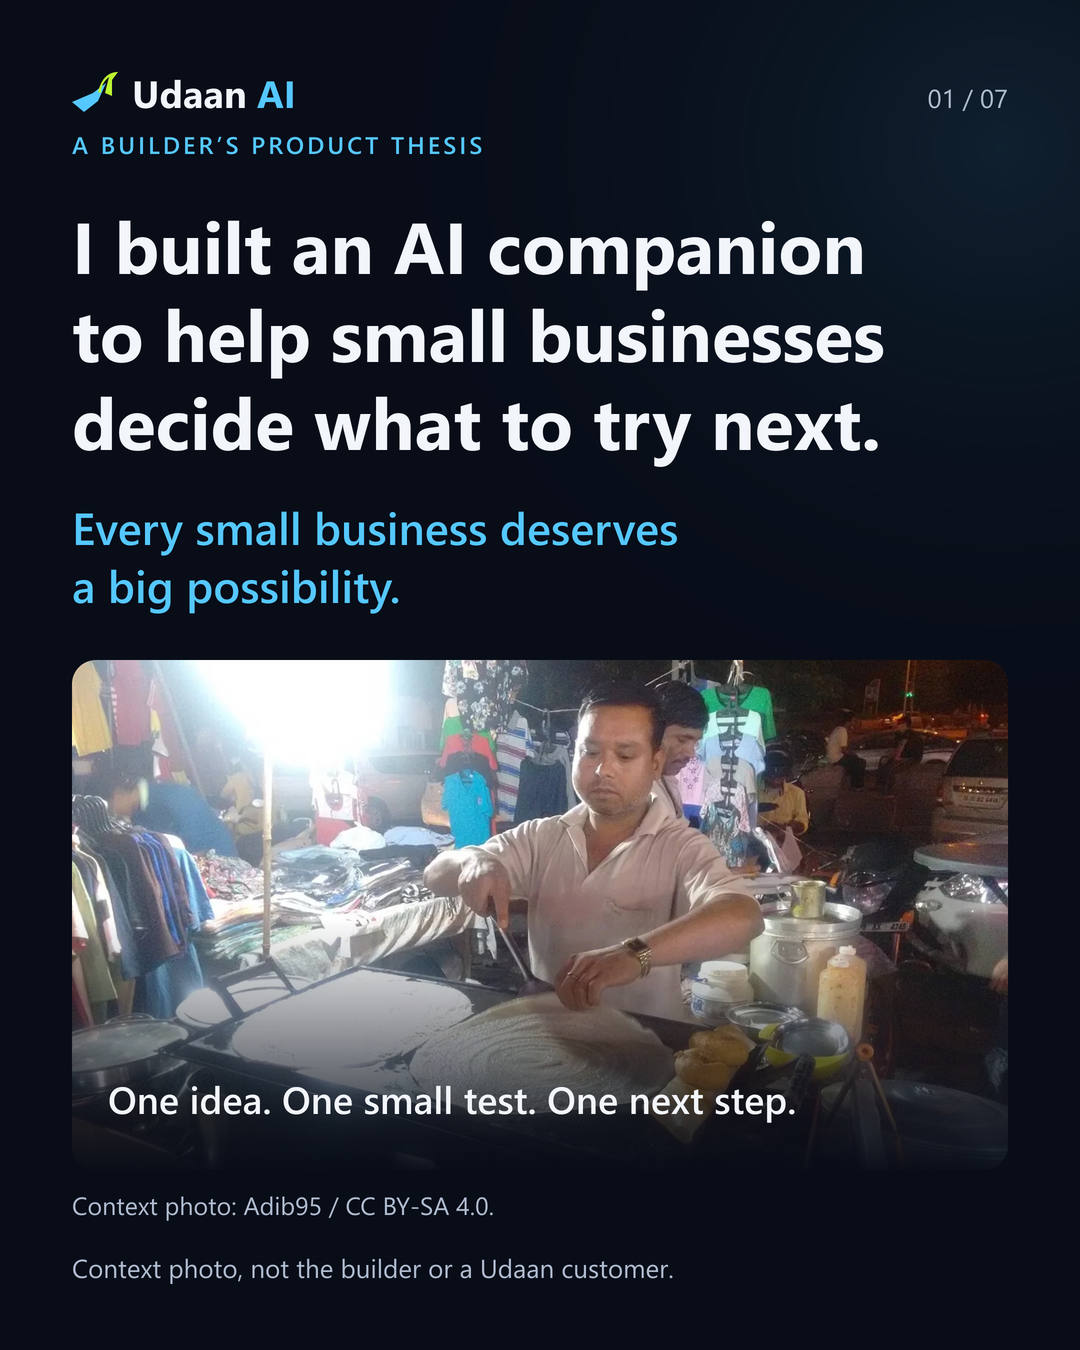 Udaan AI
01 / 07
A BUILDER’S PRODUCT THESIS
I built an AI companion
to help small businesses
decide what to try next.
Every small business deserves
a big possibility.
One idea. One small test. One next step.
Context photo: Adib95 / CC BY-SA 4.0.
Context photo, not the builder or a Udaan customer.